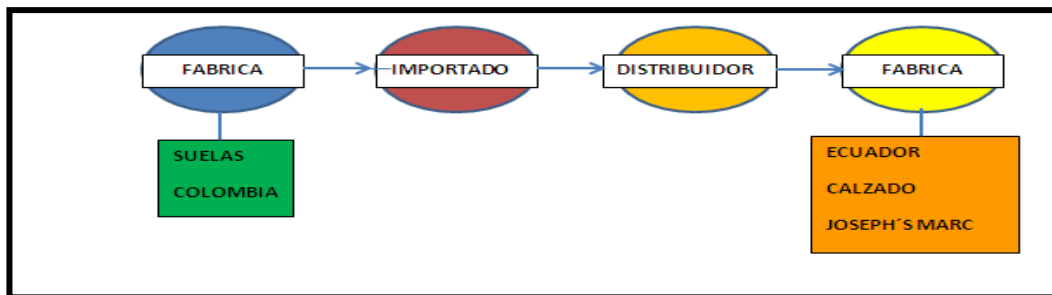 FABRICA
IMPORTADO
DISTRIBUIDOR
FABRICA
SUELAS
COLOMBIA
ECUADOR
CALZADO
JOSEPH´S MARC